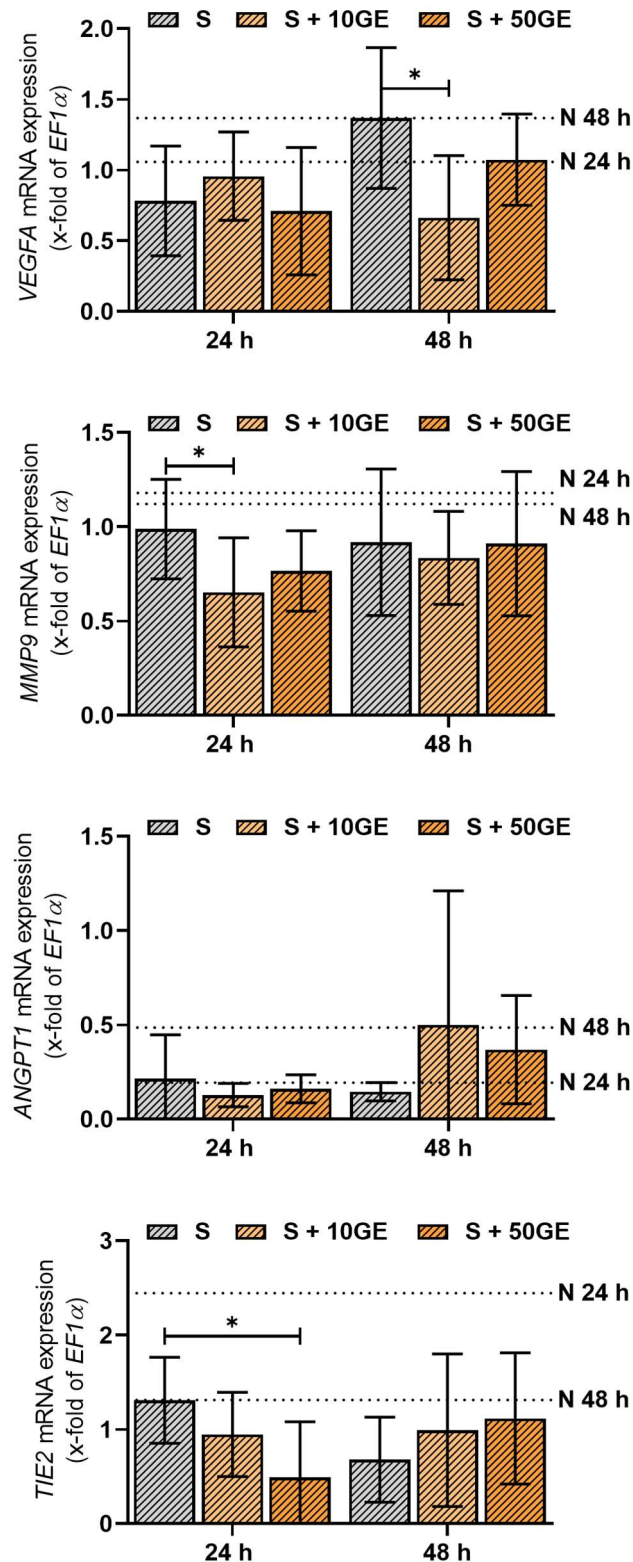 S S + 10GE S + 50GE
VEGFA mRNA expression
(x-fold of EF1α)
2.0
1.5
1.0
0.5
0.0
*
N 48 h
N 24 h
24 h 48 h
S S + 10GE S + 50GE
MMP9 mRNA expression
(x-fold of EF1α)
1.5
1.0
0.5
0.0
*
N 24 h
N 48 h
24 h 48 h
S S + 10GE S + 50GE
ANGPT1 mRNA expression
(x-fold of EF1α)
1.5
1.0
0.5
0.0
N 48 h
N 24 h
24 h 48 h
S S + 10GE S + 50GE
TIE2 mRNA expression
(x-fold of EF1α)
3
2
1
0
*
N 24 h
N 48 h
24 h 48 h